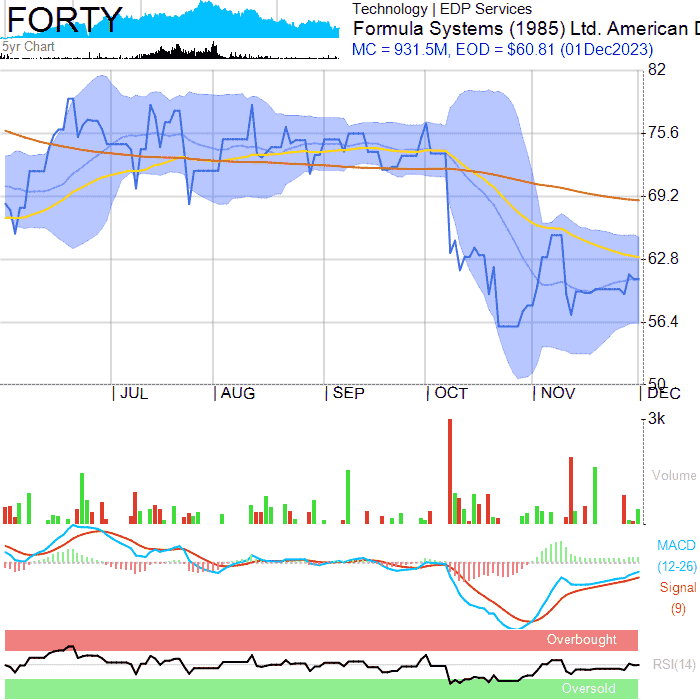 FORTY
Technology | EDP Services
Formula Systems (1985) Ltd. American D
MC = 931.5M, EOD = $60.81 (01Dec2023)
5yr Chart
82
75.6
69.2
62.8
56.4
50
JUL
AUG
SEP
OCT
NOV
DEC
3k
Volume
MACD
(12-26)
Signal
(9)
Overbought
RSI(14)
Oversold